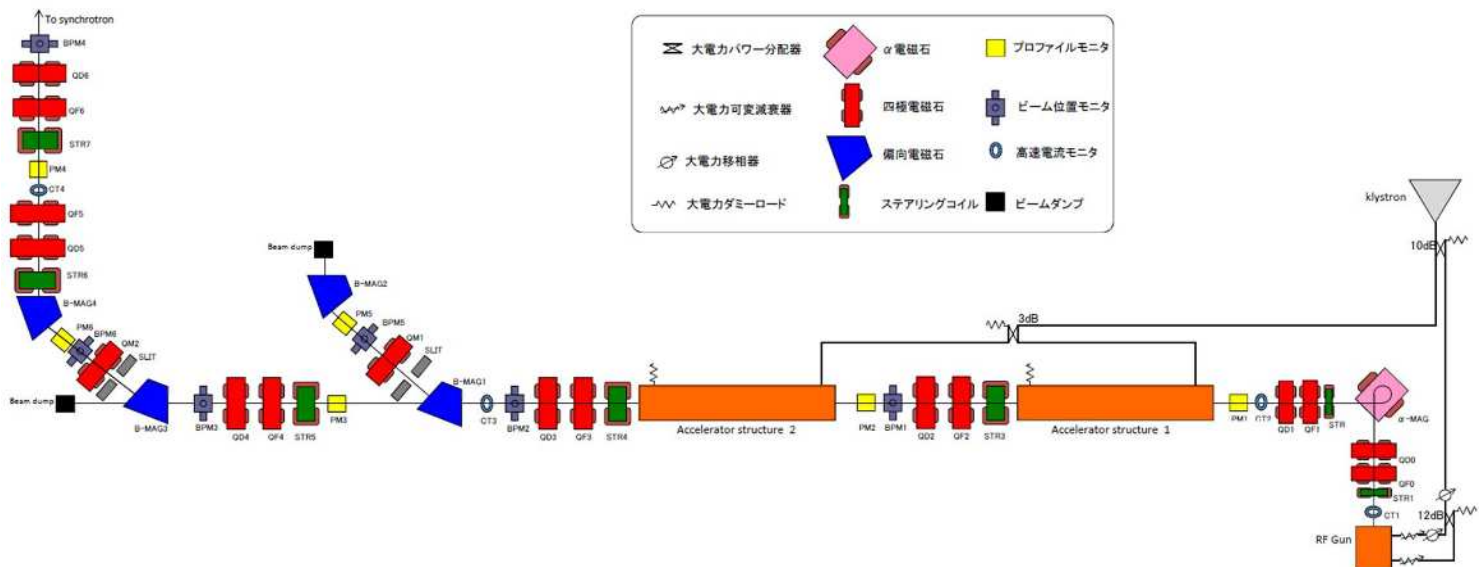 To synchrotron
BPM4
QD6
QF6
STR7
PM4
CT4
QF5
QD5
STR6
B-MAG4
PM6
BPM6
QM2
SLIT
Beam dump
B-MAG3
BPM3
QD4
QF4
STR5
PM3
Beam dump
B-MAG2
PM5
BPM5
QM1
SLIT
B-MAG1
CT3
BPM2
QD3
QF3
STR4
Accelerator structure 2
3dB
PM2
BPM1
QD2
QF2
STR3
Accelerator structure 1
PM1
CT2
QD1
QF1
STR
α-MAG
QD0
QF0
STR1
CT1
12dB
RF Gun
klystron
10dB
大電力パワー分配器
α電磁石
プロファイルモニタ
大電力可変減衰器
四極電磁石
ビーム位置モニタ
大電力移相器
偏向電磁石
高速電流モニタ
大電力ダミーロード
ステアリングコイル
ビームダンプ